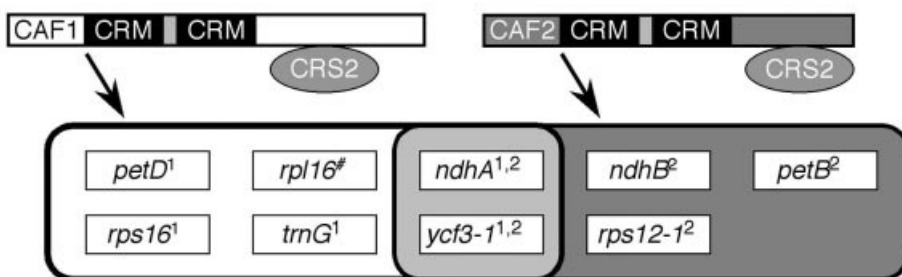 CAF1 CRM CRM CAF2 CRM CRM
CRS2 CRS2
petD¹ rpl16# ndhA¹,² ndhB² petB²
rps16¹ trnG¹ ycf3-1¹,² rps12-1²